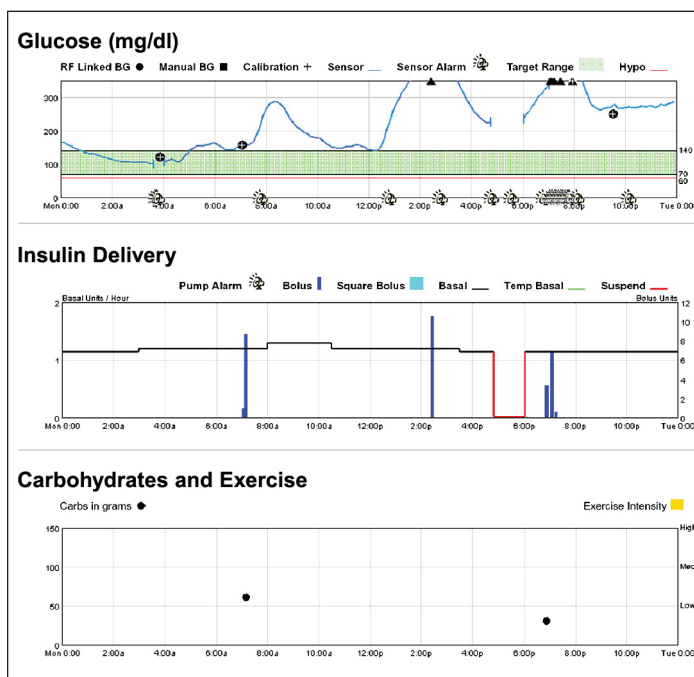 Glucose (mg/dl)
RF Linked BG Manual BG Calibration Sensor Sensor Alarm Target Range Hypo
300
200
100
0
140
70
60
Mon 0:00 2:00a 4:00a 6:00a 8:00a 10:00a 12:00p 2:00p 4:00p 6:00p 8:00p 10:00p Tue 0:00
Insulin Delivery
Pump Alarm Bolus Square Bolus Basal Temp Basal Suspend
Basal Units / Hour Bolus Units
2
1
0
12
10
8
6
4
2
0
Mon 0:00 2:00a 4:00a 6:00a 8:00a 10:00a 12:00p 2:00p 4:00p 6:00p 8:00p 10:00p Tue 0:00
Carbohydrates and Exercise
Carbs in grams Exercise Intensity
150
100
50
0
High
Med
Low
Mon 0:00 2:00a 4:00a 6:00a 8:00a 10:00a 12:00p 2:00p 4:00p 6:00p 8:00p 10:00p Tue 0:00